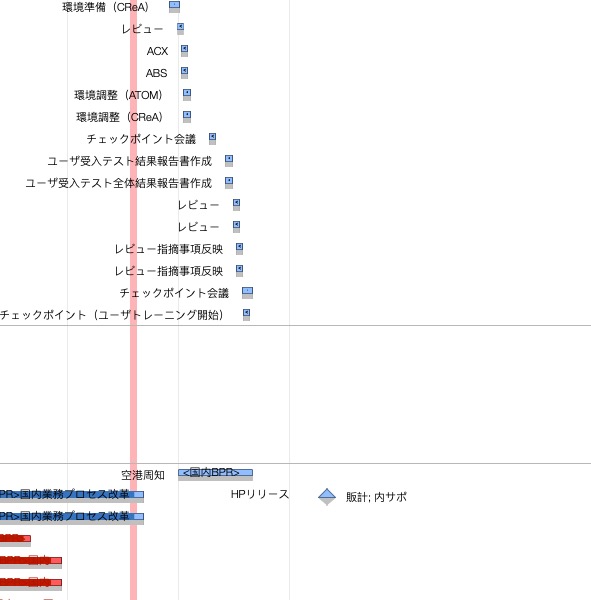 環境準備（CReA）
レビュー
ACX
ABS
環境調整（ATOM）
環境調整（CReA）
チェックポイント会議
ユーザ受入テスト結果報告書作成
ユーザ受入テスト全体結果報告書作成
レビュー
レビュー
レビュー指摘事項反映
レビュー指摘事項反映
チェックポイント会議
チェックポイント（ユーザトレーニング開始）
空港周知 <国内BPR>
PR>国内業務プロセス改革 HPリリース 販計; 内サポ
PR>国内業務プロセス改革
国内
国内